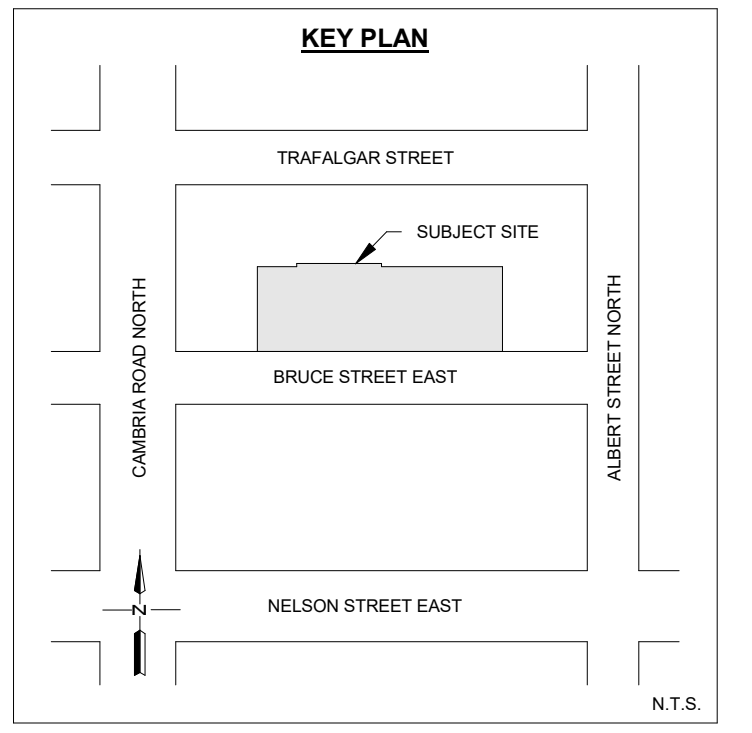 KEY PLAN
TRAFALGAR STREET
SUBJECT SITE
CAMBRIA ROAD NORTH
BRUCE STREET EAST
ALBERT STREET NORTH
NELSON STREET EAST
N
N.T.S.